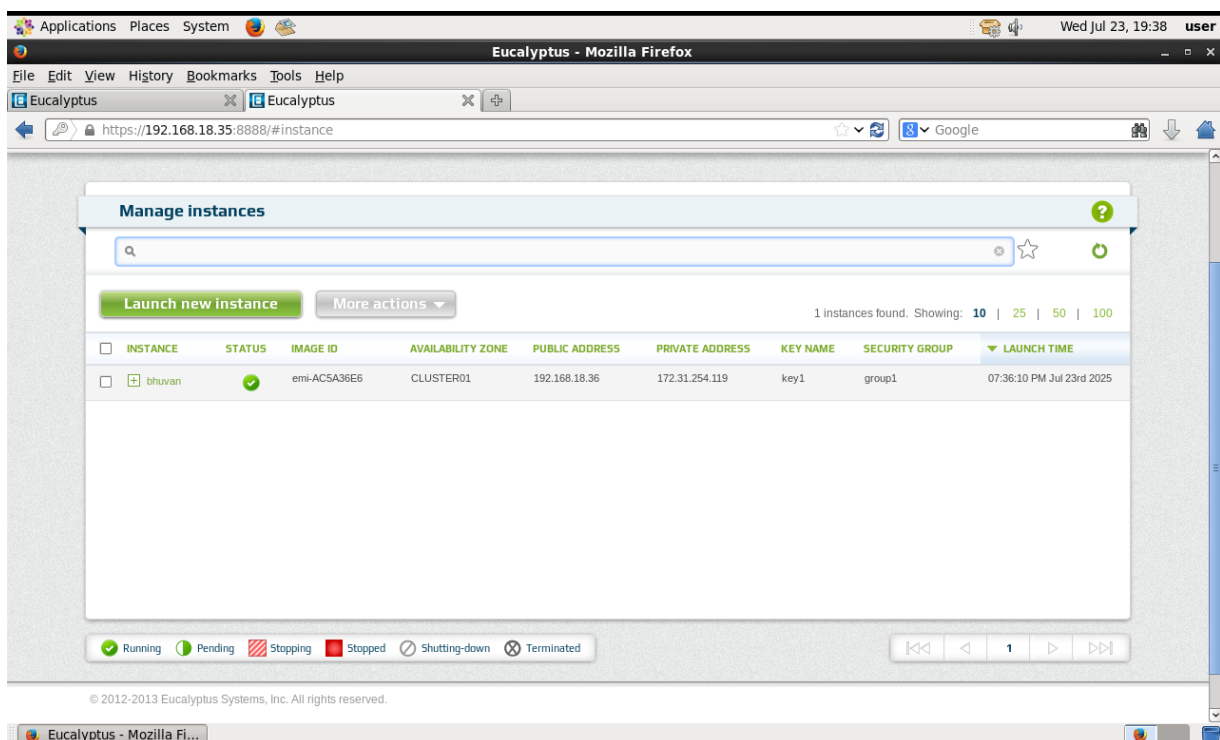 Applications Places System Wed Jul 23, 19:38 user
Eucalyptus - Mozilla Firefox
File Edit View History Bookmarks Tools Help
Eucalyptus Eucalyptus
https://192.168.18.35:8888/#instance Google
Manage instances
Launch new instance More actions 1 instances found. Showing: 10 | 25 | 50 | 100
INSTANCE STATUS IMAGE ID AVAILABILITY ZONE PUBLIC ADDRESS PRIVATE ADDRESS KEY NAME SECURITY GROUP LAUNCH TIME
bhuvan emi-AC5A36E6 CLUSTER01 192.168.18.36 172.31.254.119 key1 group1 07:36:10 PM Jul 23rd 2025
Running Pending Stopping Stopped Shutting-down Terminated 1
© 2012-2013 Eucalyptus Systems, Inc. All rights reserved.
Eucalyptus - Mozilla Fi...